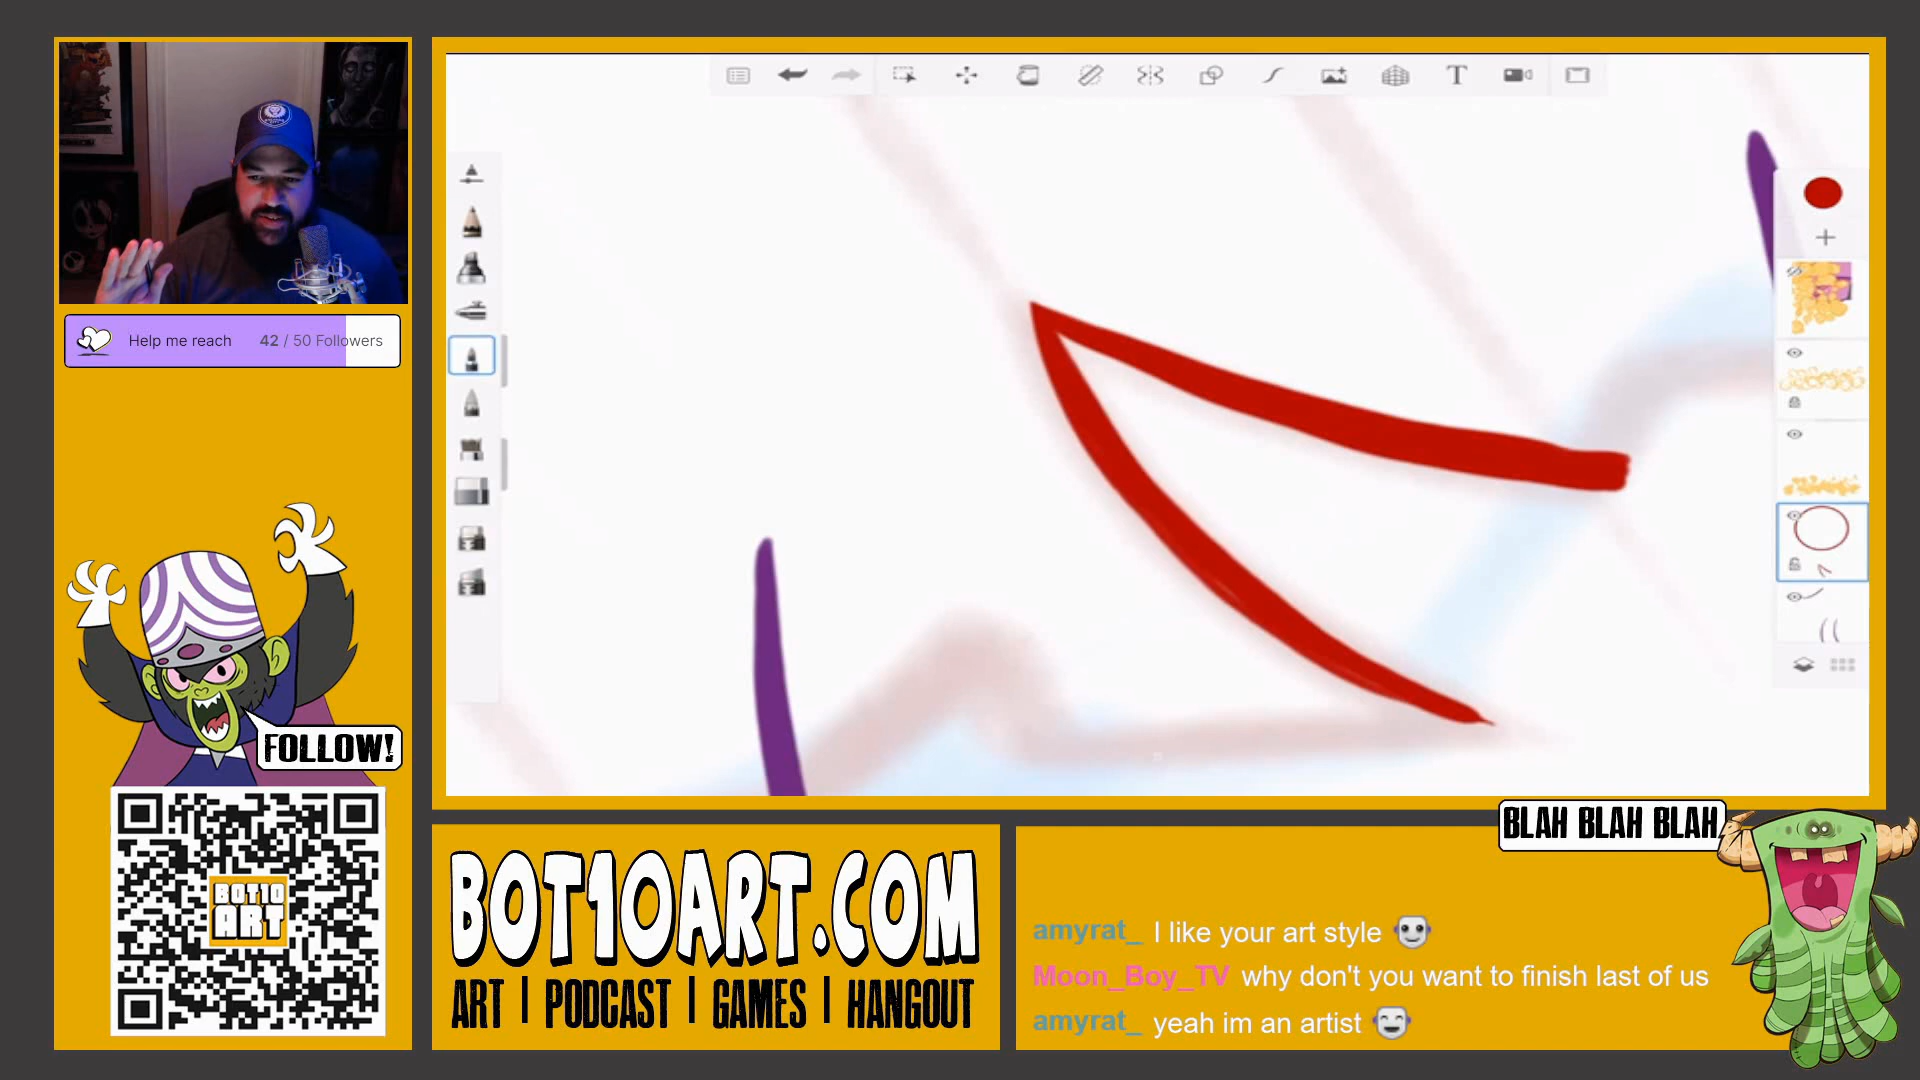 T
Help me reach 42 / 50 Followers
FOLLOW!
BOT10
ART
BOT10ART.COM
ART | PODCAST | GAMES | HANGOUT
BLAH BLAH BLAH
amyrat_ I like your art style
Moon_Boy_TV why don't you want to finish last of us
amyrat_ yeah im an artist